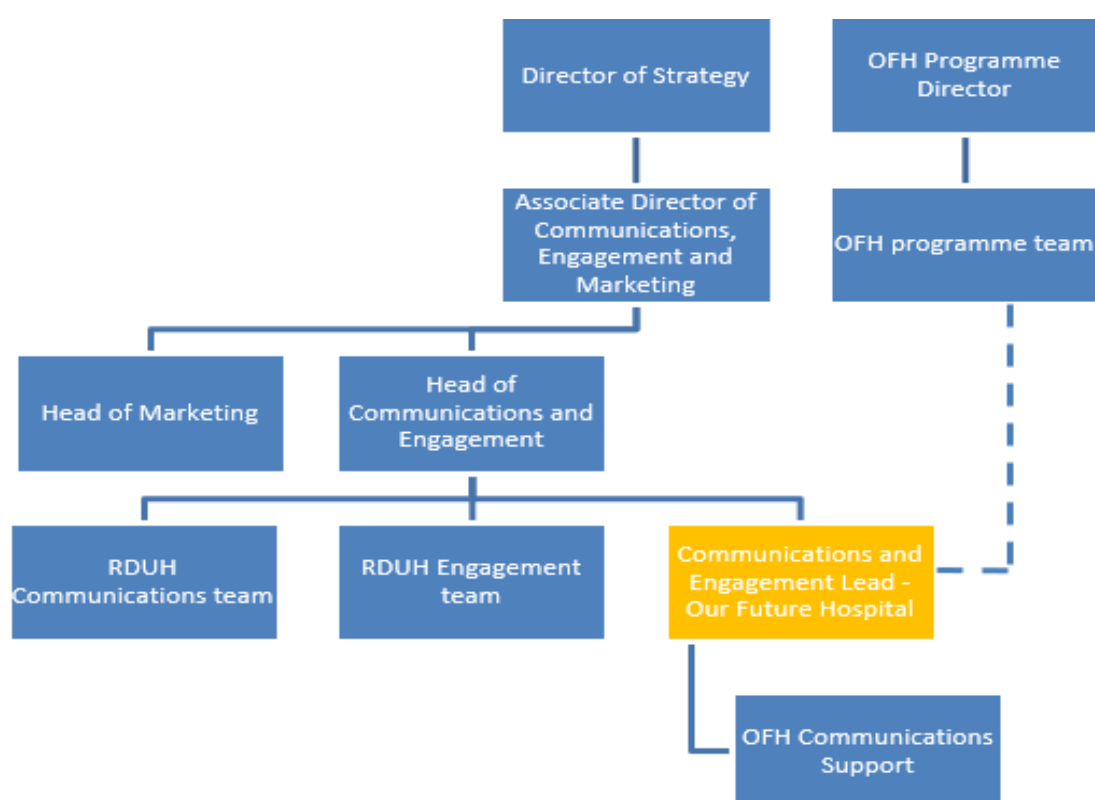 Director of Strategy
OFH Programme
Director
Associate Director of
Communications,
Engagement and
Marketing
OFH programme team
Head of Marketing
Head of
Communications and
Engagement
RDUH
Communications team
RDUH Engagement
team
Communications and
Engagement Lead -
Our Future Hospital
OFH Communications
Support